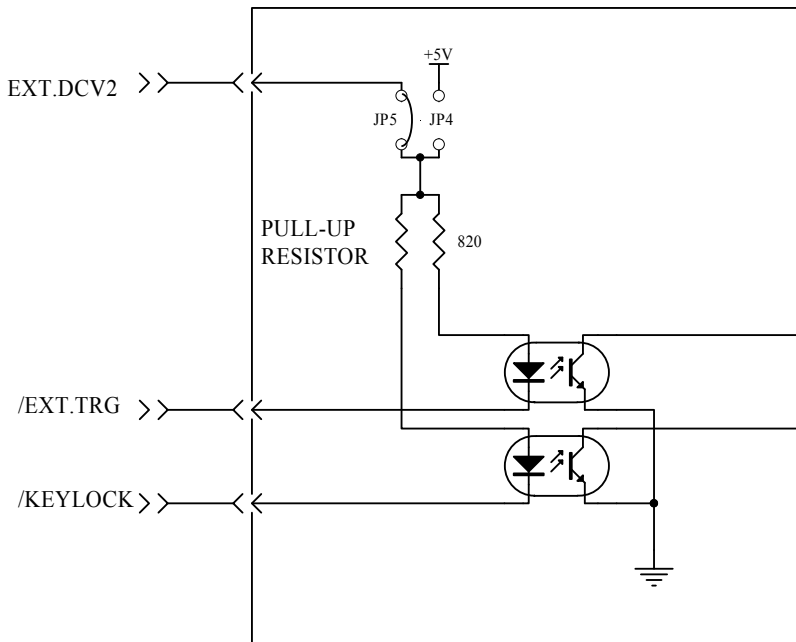 +5V
EXT.DCV2
JP5
JP4
PULL-UP
RESISTOR
820
/EXT.TRG
/KEYLOCK